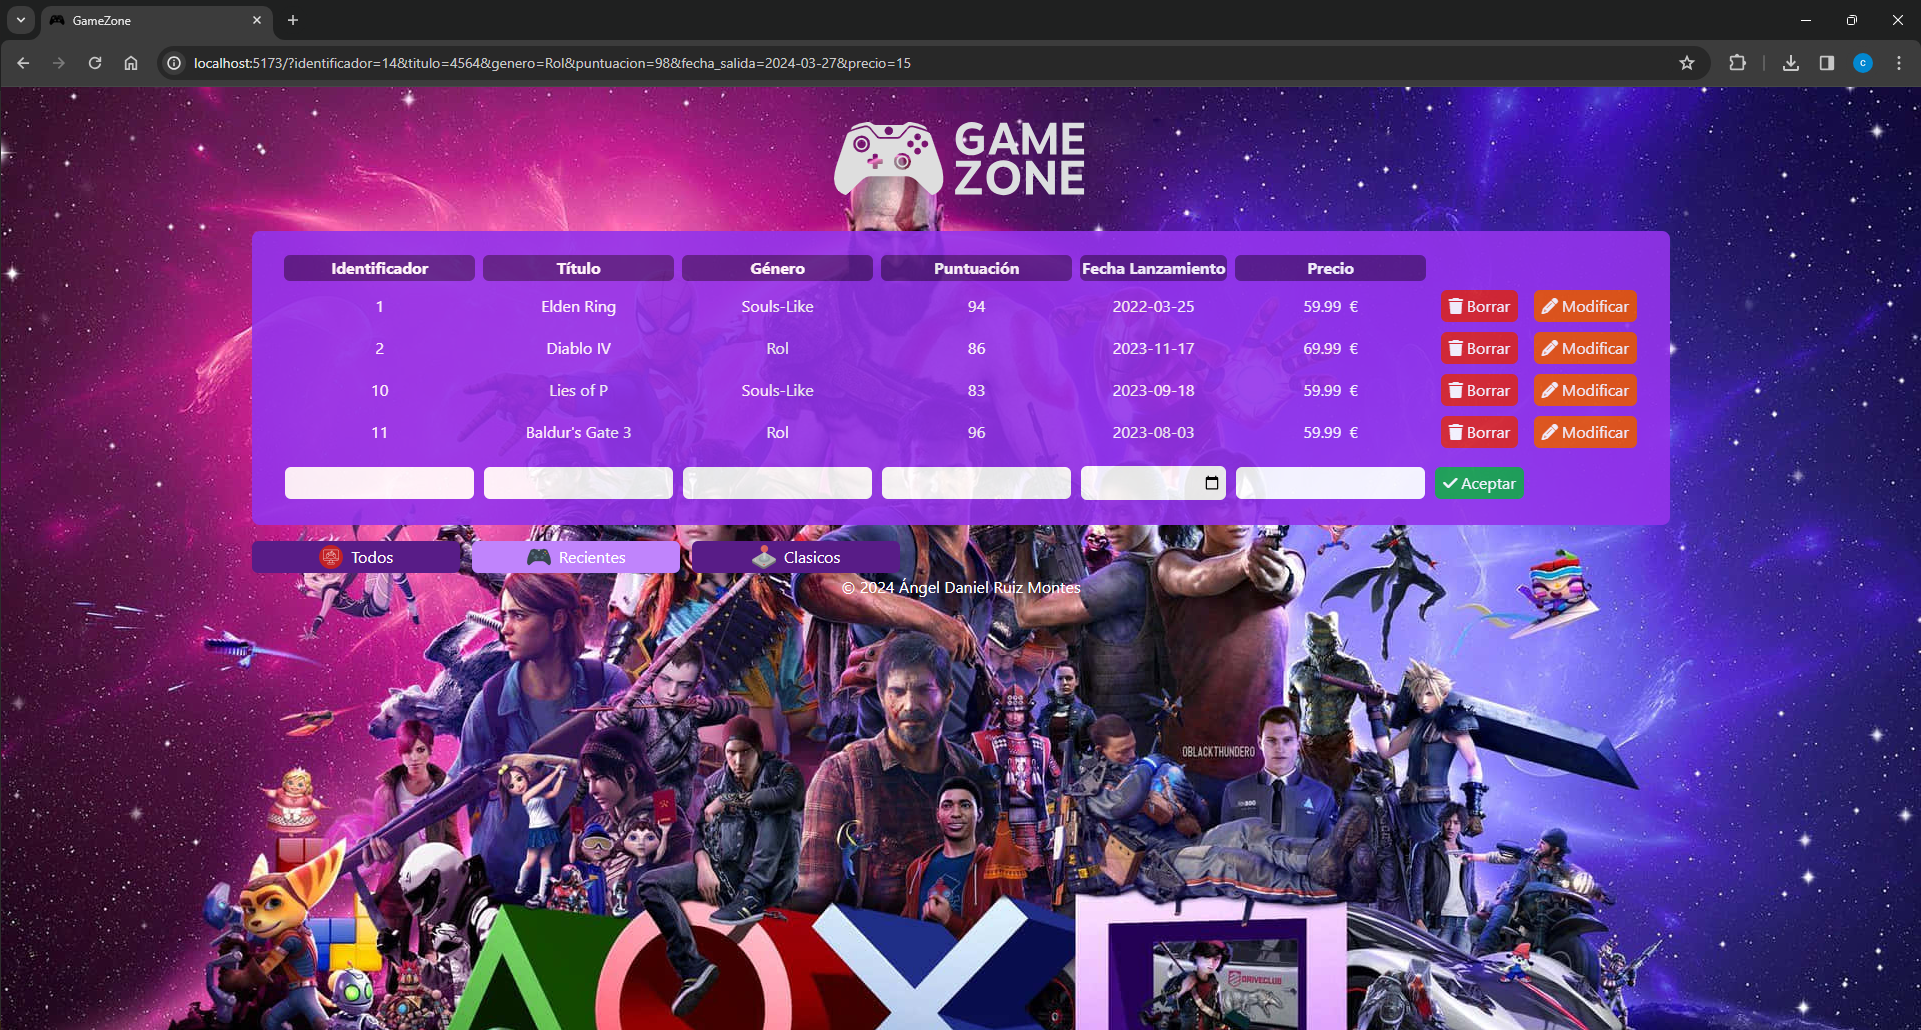 GameZone
localhost:5173/?identificador=14&titulo=4564&genero=Rol&puntuacion=98&fecha_salida=2024-03-27&precio=15
c
GAME
ZONE
Identificador Título Género Puntuación Fecha Lanzamiento Precio
1 Elden Ring Souls-Like 94 2022-03-25 59.99 € Borrar Modificar
2 Diablo IV Rol 86 2023-11-17 69.99 € Borrar Modificar
10 Lies of P Souls-Like 83 2023-09-18 59.99 € Borrar Modificar
11 Baldur's Gate 3 Rol 96 2023-08-03 59.99 € Borrar Modificar
Aceptar
Todos Recientes Clasicos
© 2024 Ángel Daniel Ruiz Montes
OBLACKTHUNDERO
DRIVECLUB